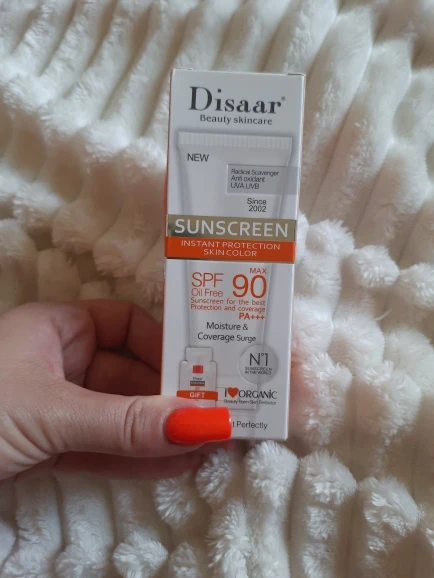 Disaar®
Beauty skincare
NEW
Radical Scavenger
Anti oxidant
UVA UVB
Since
2002
SUNSCREEN
INSTANT PROTECTION
SKIN COLOR
SPF 90 MAX
Oil Free
Sunscreen for the best
Protection and coverage
PA+++
Moisture &
Coverage Surge
N°1
GIFT
I ❤ ORGANIC
Perfectly